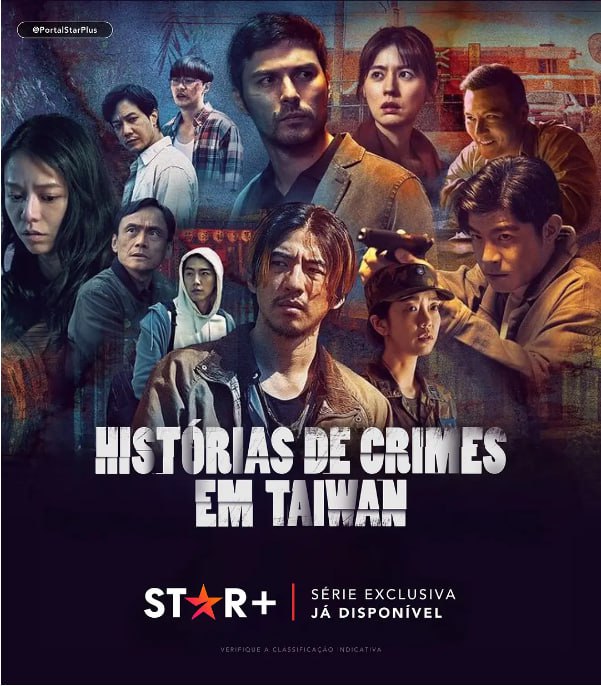 @PortalStarPlus
HISTÓRIAS DE CRIMES
EM TAIWAN
STAR+
SÉRIE EXCLUSIVA
JÁ DISPONÍVEL
VERIFIQUE A CLASSIFICAÇÃO INDICATIVA